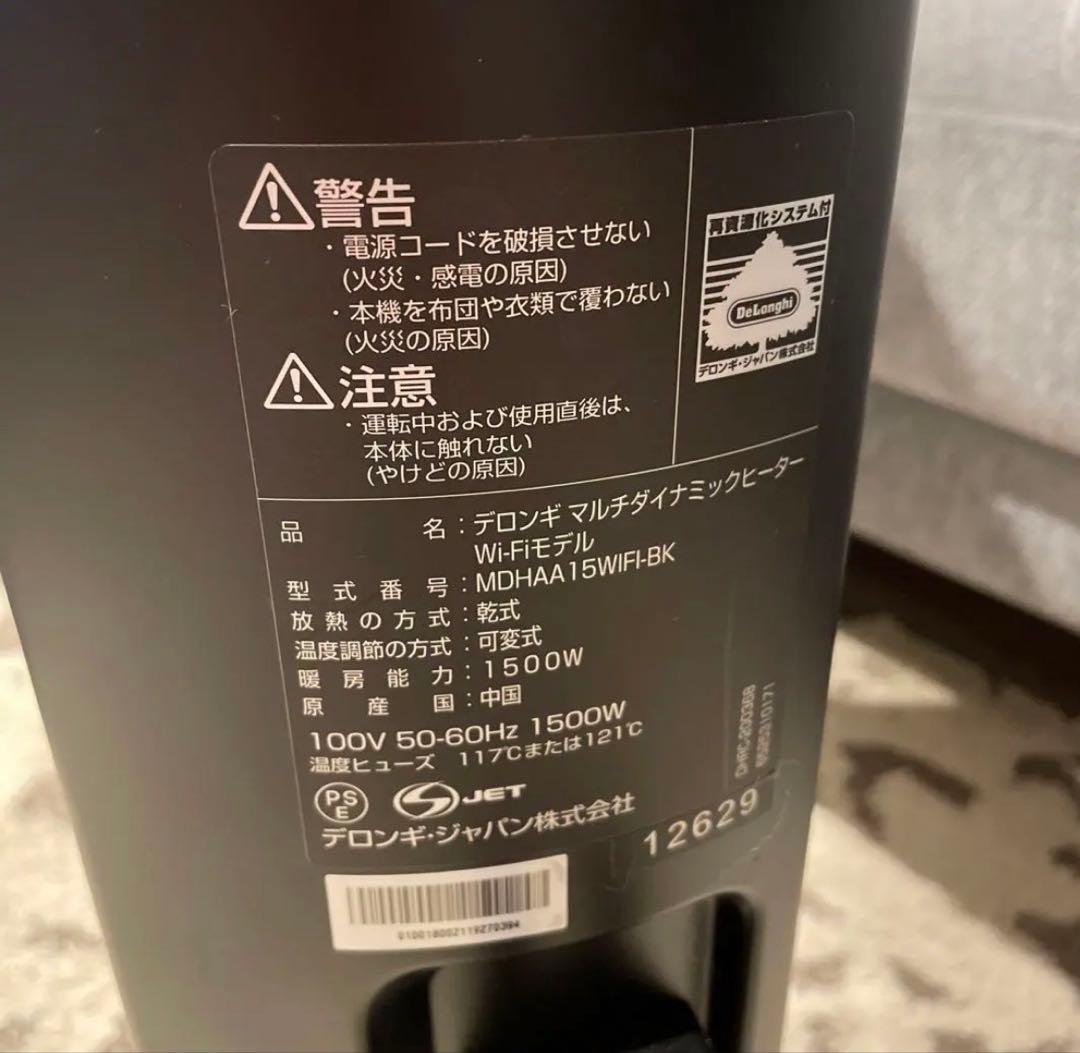 警告
・電源コードを破損させない
(火災・感電の原因)
・本機を布団や衣類で覆わない
(火災の原因)
注意
・運転中および使用直後は、
本体に触れない
(やけどの原因)
再資源化システム付
DeLonghi
デロンギ・ジャパン株式会社
品名：デロンギ マルチダイナミックヒーター
Wi-Fiモデル
型式番号：MDHAA15WIFI-BK
放熱の方式：乾式
温度調節の方式：可変式
暖房能力：1500W
原産国：中国
100V 50-60Hz 1500W
温度ヒューズ 117℃または121℃
PSE
JET
デロンギ・ジャパン株式会社
12629